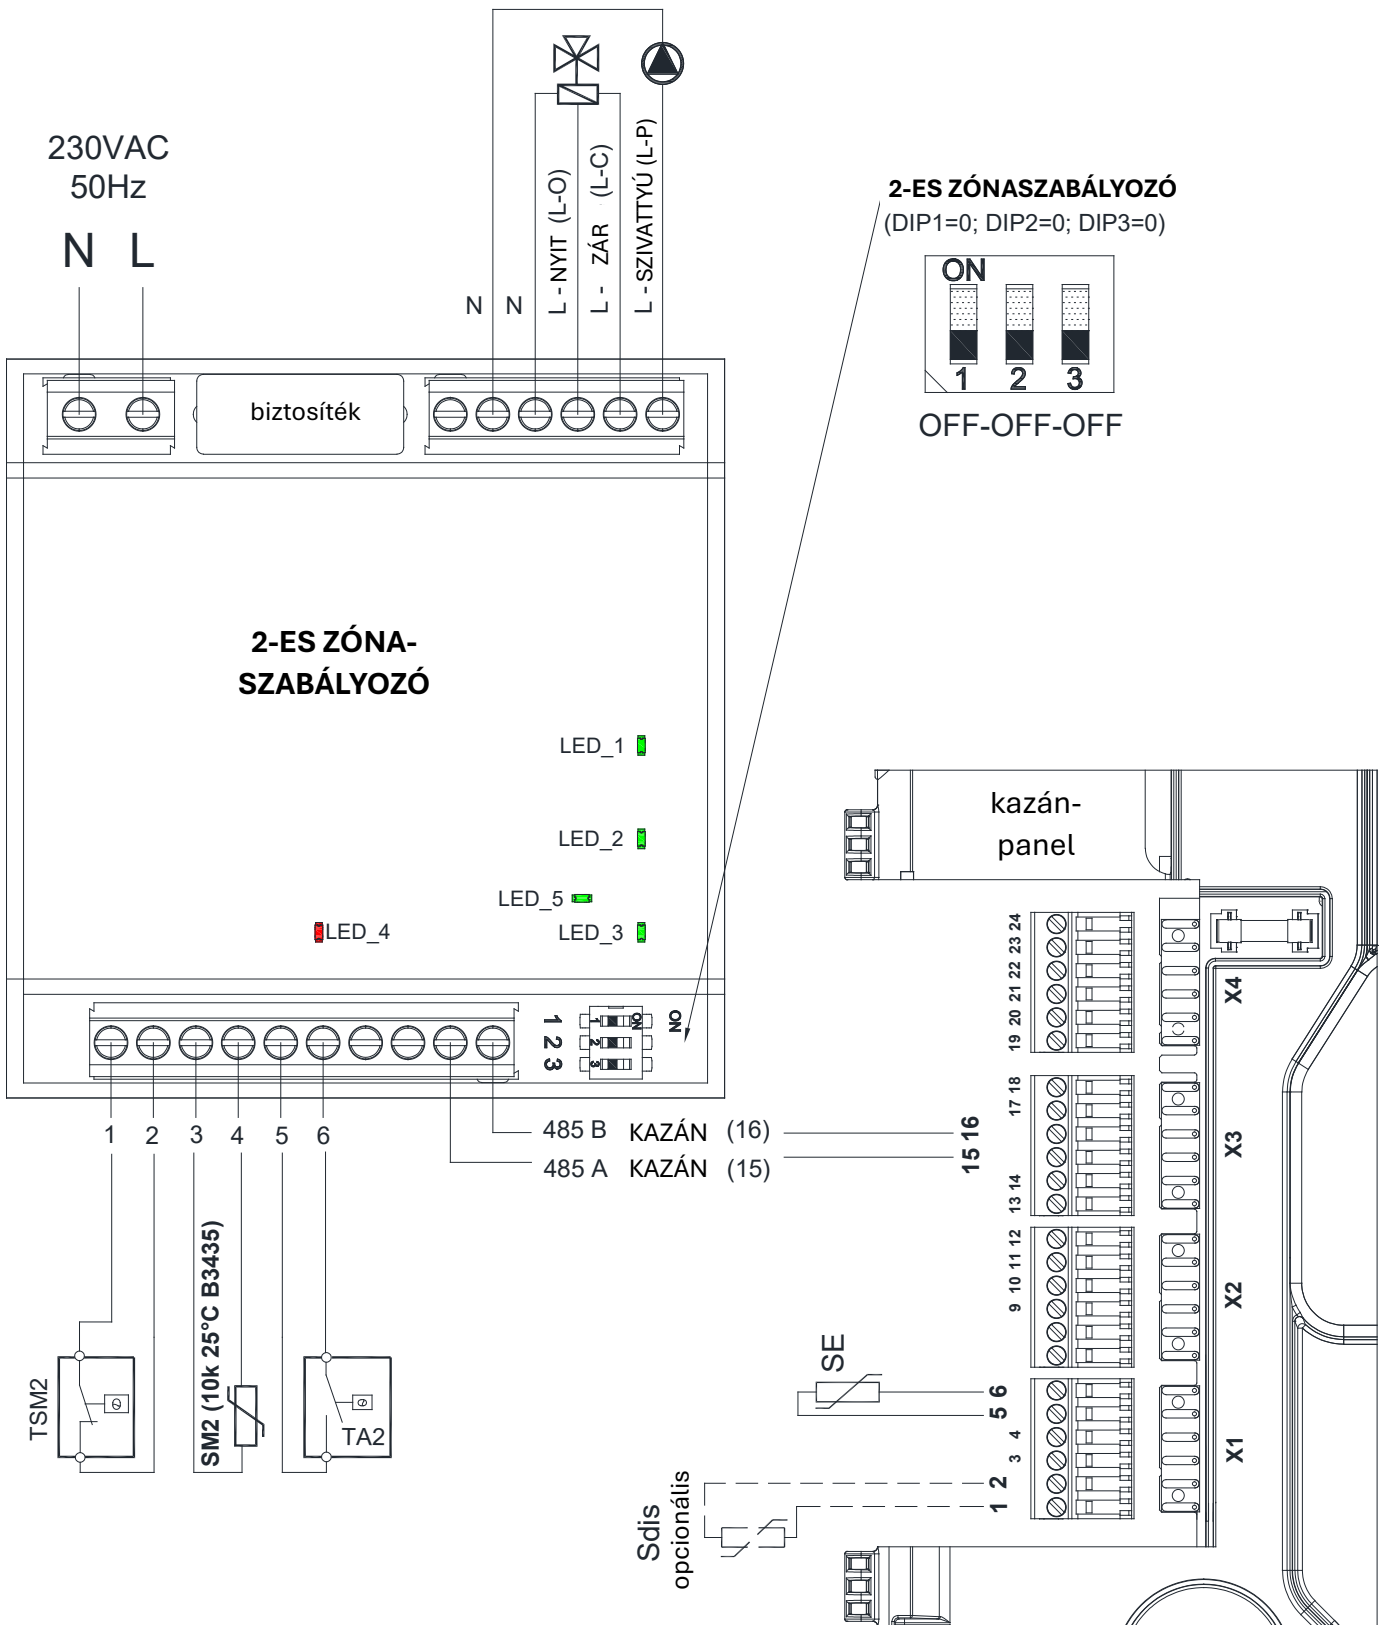 230VAC
50Hz
N L
N N
L - NYIT (L-O)
L - ZÁR (L-C)
L - SZIVATTYÚ (L-P)
2-ES ZÓNASZABÁLYOZÓ
(DIP1=0; DIP2=0; DIP3=0)
ON
1 2 3
OFF-OFF-OFF
biztosíték
2-ES ZÓNA-
SZABÁLYOZÓ
LED_1
LED_2
LED_5
LED_4
LED_3
1
2
3
ON
1
2
3
ON
1 2 3 4 5 6
485 B KAZÁN (16)
485 A KAZÁN (15)
TSM2
SM2 (10k 25°C B3435)
TA2
kazán-
panel
19 20 21 22 23 24
X4
17 18
15 16
13 14
X3
9 10 11 12
X2
SE
6
5
4
3
2
1
X1
Sdis
opcionális